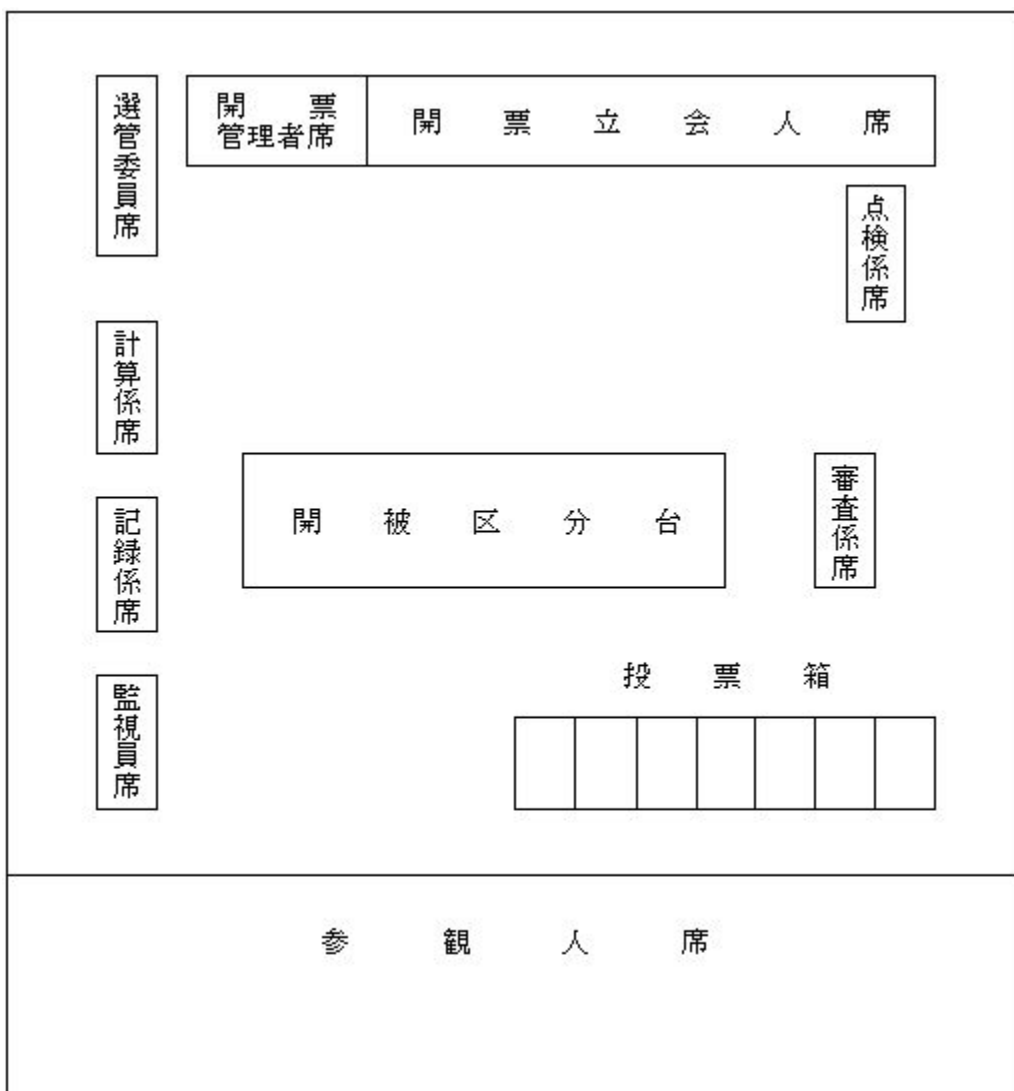 選管委員席
開票
管理者席
開票立会人席
点検係席
計算係席
開被区分台
審査係席
記録係席
投票箱
監視員席
参観人席